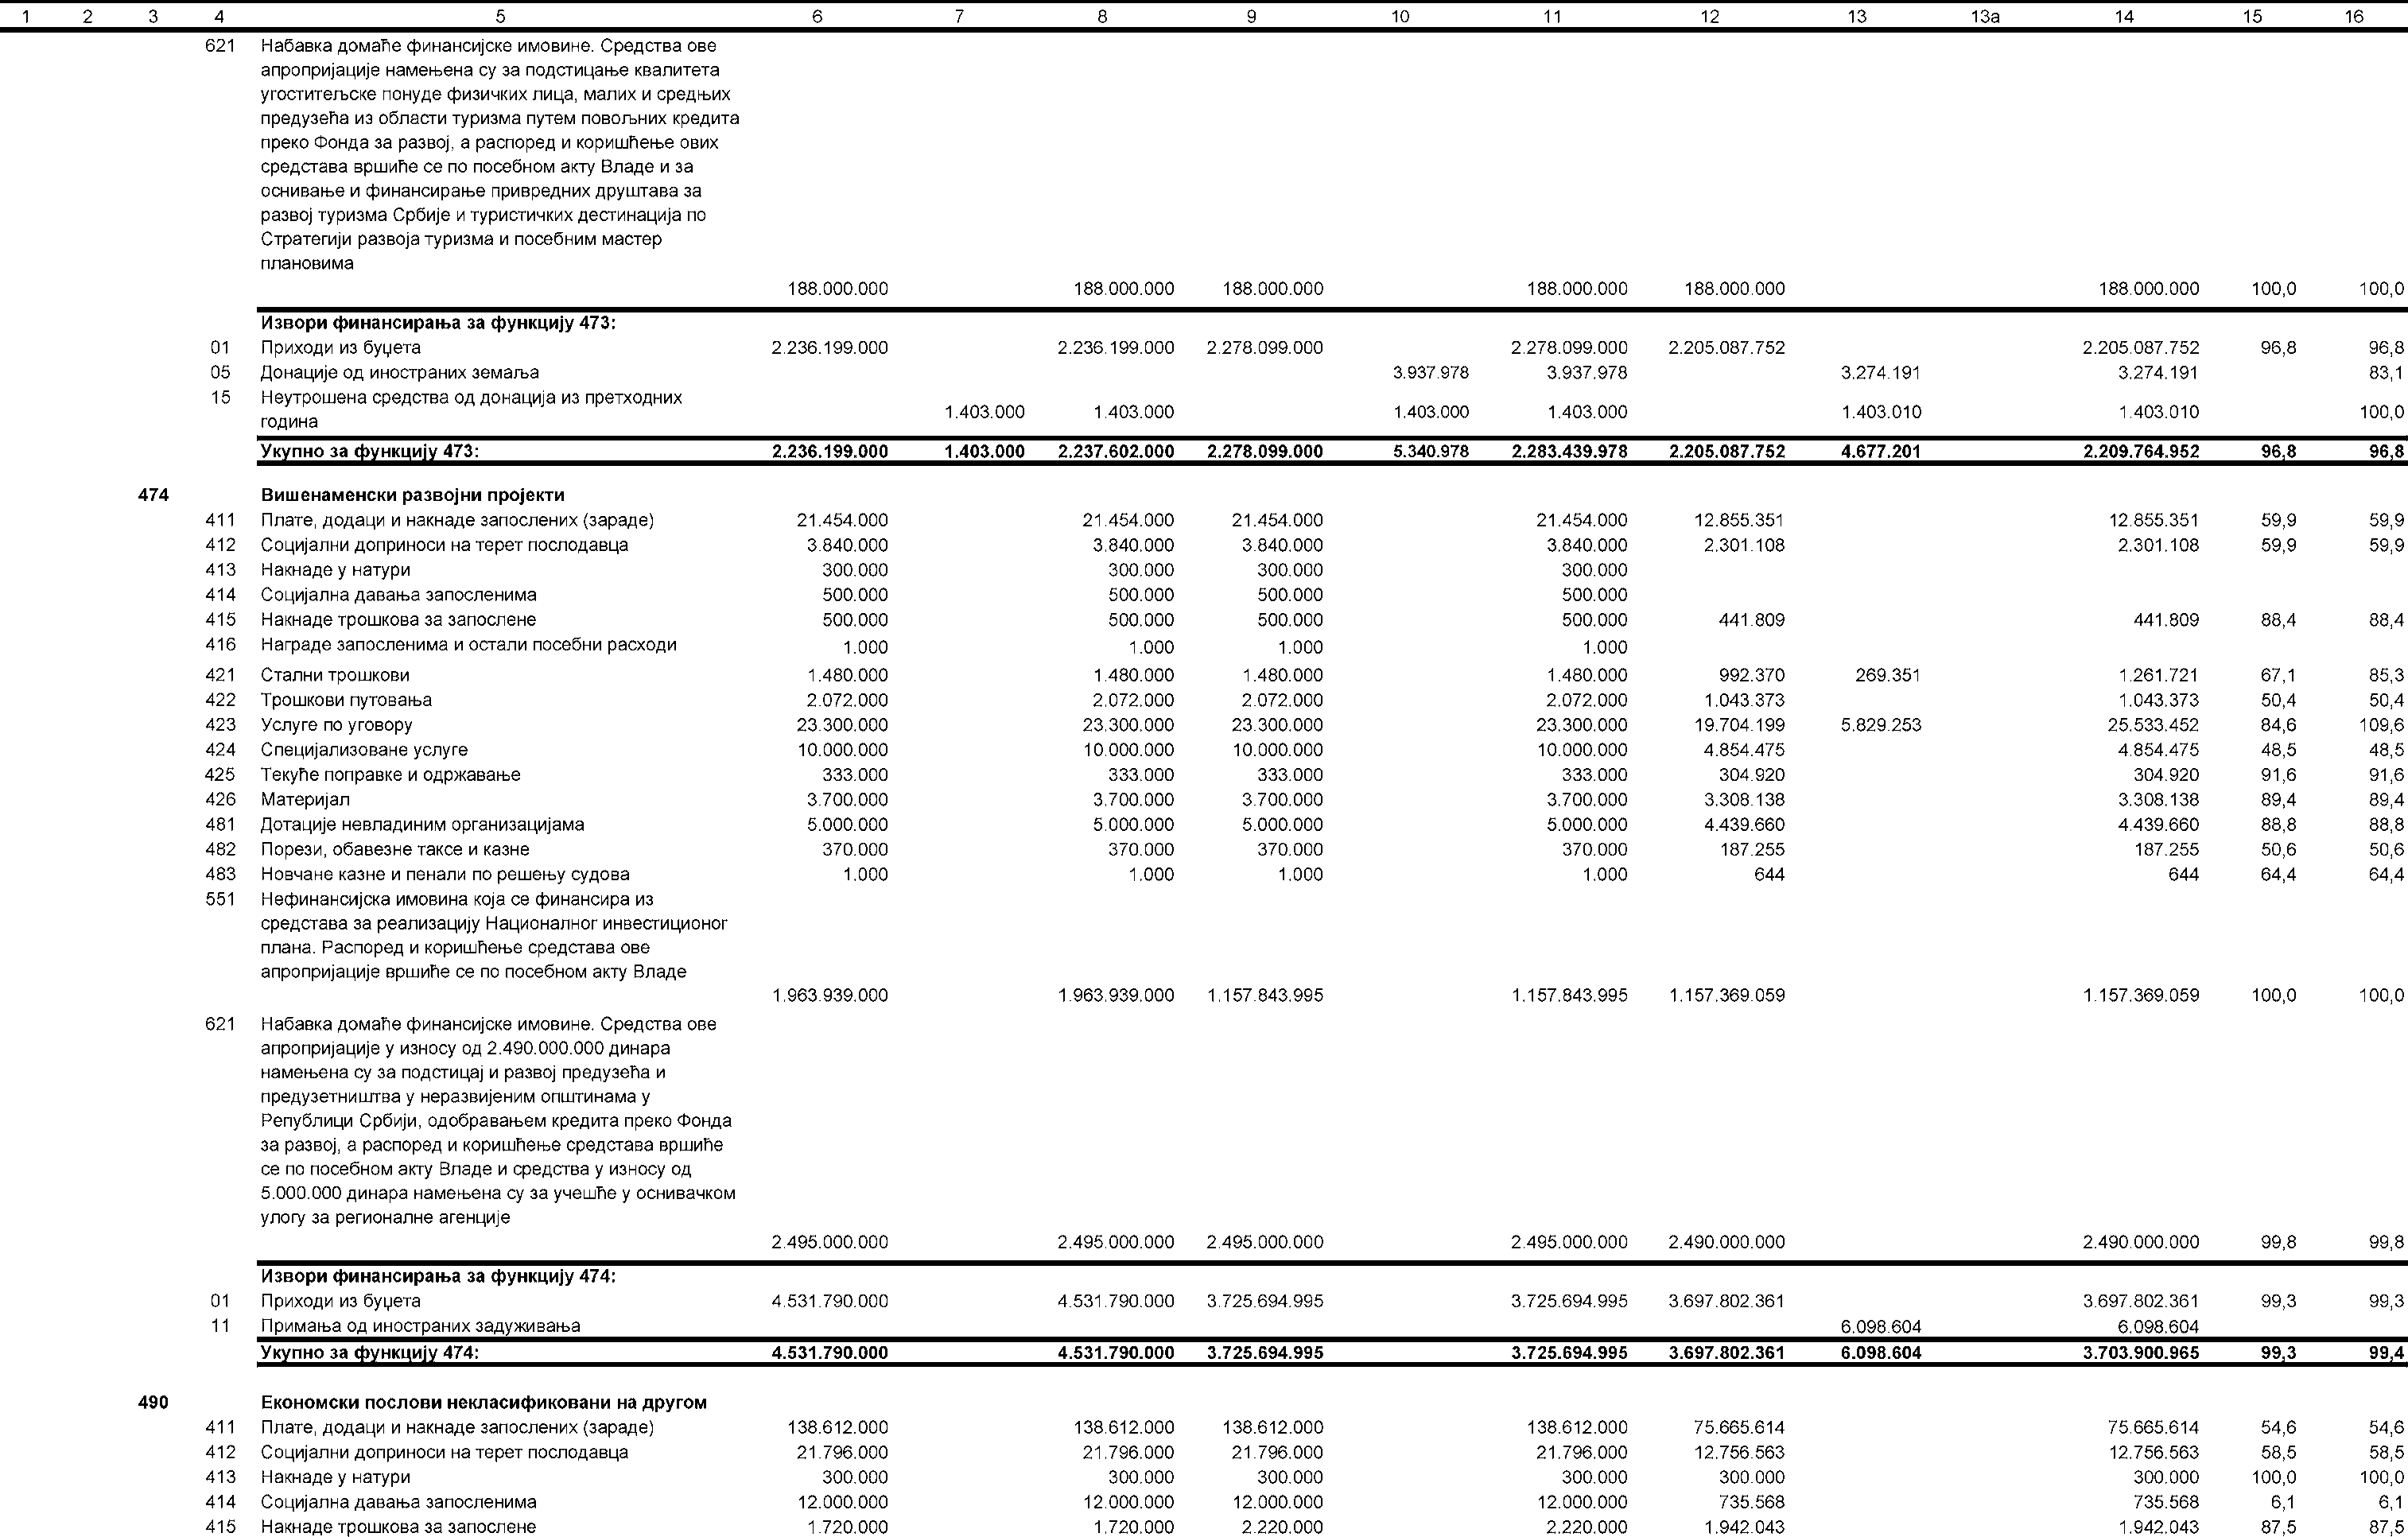 1 2 3 4 5 6 7 8 9 10 11 12 13 13a 14 15 16
621 Набавка домаће финансијске имовине. Средства ове
апропријације намењена су за подстицање квалитета
угоститељске понуде физичких лица, малих и средњих
предузећа из области туризма путем повољних кредита
преко Фонда за развој, а распоред и коришћење ових
средстава вршиће се по посебном акту Владе и за
оснивање и финансирање привредних друштава за
развој туризма Србије и туристичких дестинација по
Стратегији развоја туризма и посебним мастер
плановима
188.000.000 188.000.000 188.000.000 188.000.000 188.000.000 188.000.000 100,0 100,0
Извори финансирања за функцију 473:
01 Приходи из буџета 2.236.199.000 2.236.199.000 2.278.099.000 2.278.099.000 2.205.087.752 2.205.087.752 96,8 96,8
05 Донације од иностраних земаља 3.937.978 3.937.978 3.274.191 3.274.191 83,1
15 Неутрошена средства од донација из претходних
година 1.403.000 1.403.000 1.403.000 1.403.000 1.403.010 1.403.010 100,0
Укупно за функцију 473: 2.236.199.000 1.403.000 2.237.602.000 2.278.099.000 5.340.978 2.283.439.978 2.205.087.752 4.677.201 2.209.764.952 96,8 96,8
474 Вишенаменски развојни пројекти
411 Плате, додаци и накнаде запослених (зараде) 21.454.000 21.454.000 21.454.000 21.454.000 12.855.351 12.855.351 59,9 59,9
412 Социјални доприноси на терет послодавца 3.840.000 3.840.000 3.840.000 3.840.000 2.301.108 2.301.108 59,9 59,9
413 Накнаде у натури 300.000 300.000 300.000 300.000
414 Социјална давања запосленима 500.000 500.000 500.000 500.000
415 Накнаде трошкова за запослене 500.000 500.000 500.000 500.000 441.809 441.809 88,4 88,4
416 Награде запосленима и остали посебни расходи 1.000 1.000 1.000 1.000
421 Стални трошкови 1.480.000 1.480.000 1.480.000 1.480.000 992.370 269.351 1.261.721 67,1 85,3
422 Трошкови путовања 2.072.000 2.072.000 2.072.000 2.072.000 1.043.373 1.043.373 50,4 50,4
423 Услуге по уговору 23.300.000 23.300.000 23.300.000 23.300.000 19.704.199 5.829.253 25.533.452 84,6 109,6
424 Специјализоване услуге 10.000.000 10.000.000 10.000.000 10.000.000 4.854.475 4.854.475 48,5 48,5
425 Текуће поправке и одржавање 333.000 333.000 333.000 333.000 304.920 304.920 91,6 91,6
426 Материјал 3.700.000 3.700.000 3.700.000 3.700.000 3.308.138 3.308.138 89,4 89,4
481 Дотације невладиним организацијама 5.000.000 5.000.000 5.000.000 5.000.000 4.439.660 4.439.660 88,8 88,8
482 Порези, обавезне таксе и казне 370.000 370.000 370.000 370.000 187.255 187.255 50,6 50,6
483 Новчане казне и пенали по решењу судова 1.000 1.000 1.000 1.000 644 644 64,4 64,4
551 Нефинансијска имовина која се финансира из
средстава за реализацију Националног инвестиционог
плана. Распоред и коришћење средстава ове
апропријације вршиће се по посебном акту Владе
1.963.939.000 1.963.939.000 1.157.843.995 1.157.843.995 1.157.369.059 1.157.369.059 100,0 100,0
621 Набавка домаће финансијске имовине. Средства ове
апропријације у износу од 2.490.000.000 динара
намењена су за подстицај и развој предузећа и
предузетништва у неразвијеним општинама у
Републици Србији, одобравањем кредита преко Фонда
за развој, а распоред и коришћење средстава вршиће
се по посебном акту Владе и средства у износу од
5.000.000 динара намењена су за учешће у оснивачком
улогу за регионалне агенције
2.495.000.000 2.495.000.000 2.495.000.000 2.495.000.000 2.490.000.000 2.490.000.000 99,8 99,8
Извори финансирања за функцију 474:
01 Приходи из буџета 4.531.790.000 4.531.790.000 3.725.694.995 3.725.694.995 3.697.802.361 3.697.802.361 99,3 99,3
11 Примања од иностраних задуживања 6.098.604 6.098.604
Укупно за функцију 474: 4.531.790.000 4.531.790.000 3.725.694.995 3.725.694.995 3.697.802.361 6.098.604 3.703.900.965 99,3 99,4
490 Економски послови некласификовани на другом
411 Плате, додаци и накнаде запослених (зараде) 138.612.000 138.612.000 138.612.000 138.612.000 75.665.614 75.665.614 54,6 54,6
412 Социјални доприноси на терет послодавца 21.796.000 21.796.000 21.796.000 21.796.000 12.756.563 12.756.563 58,5 58,5
413 Накнаде у натури 300.000 300.000 300.000 300.000 300.000 300.000 100,0 100,0
414 Социјална давања запосленима 12.000.000 12.000.000 12.000.000 12.000.000 735.568 735.568 6,1 6,1
415 Накнаде трошкова за запослене 1.720.000 1.720.000 2.220.000 2.220.000 1.942.043 1.942.043 87,5 87,5